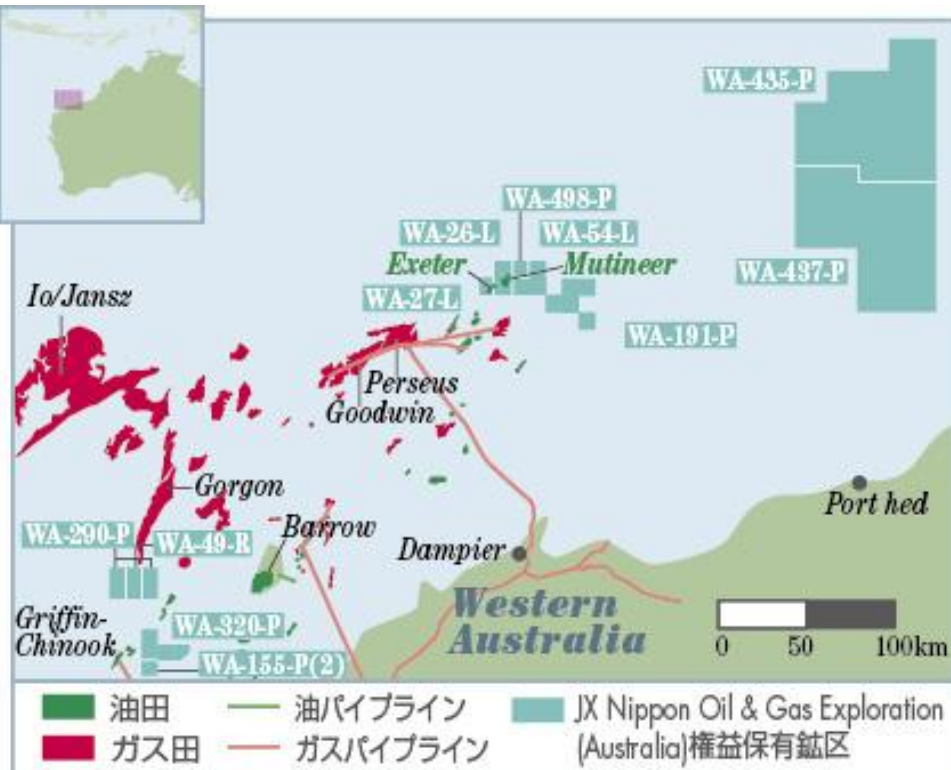 WA-435-P
WA-498-P
WA-26-L
WA-54-L
Exeter
Mutineer
WA-437-P
WA-27-L
Io/Jansz
WA-191-P
Perseus
Goodwin
Gorgon
Port hed
WA-290-P
WA-49-R
Barrow
Dampier
Griffin-
Chinook
WA-320-P
WA-155-P(2)
Western
Australia
0 50 100km
油田
油パイプライン
JX Nippon Oil & Gas Exploration
ガス田
ガスパイプライン
(Australia)権益保有鉱区